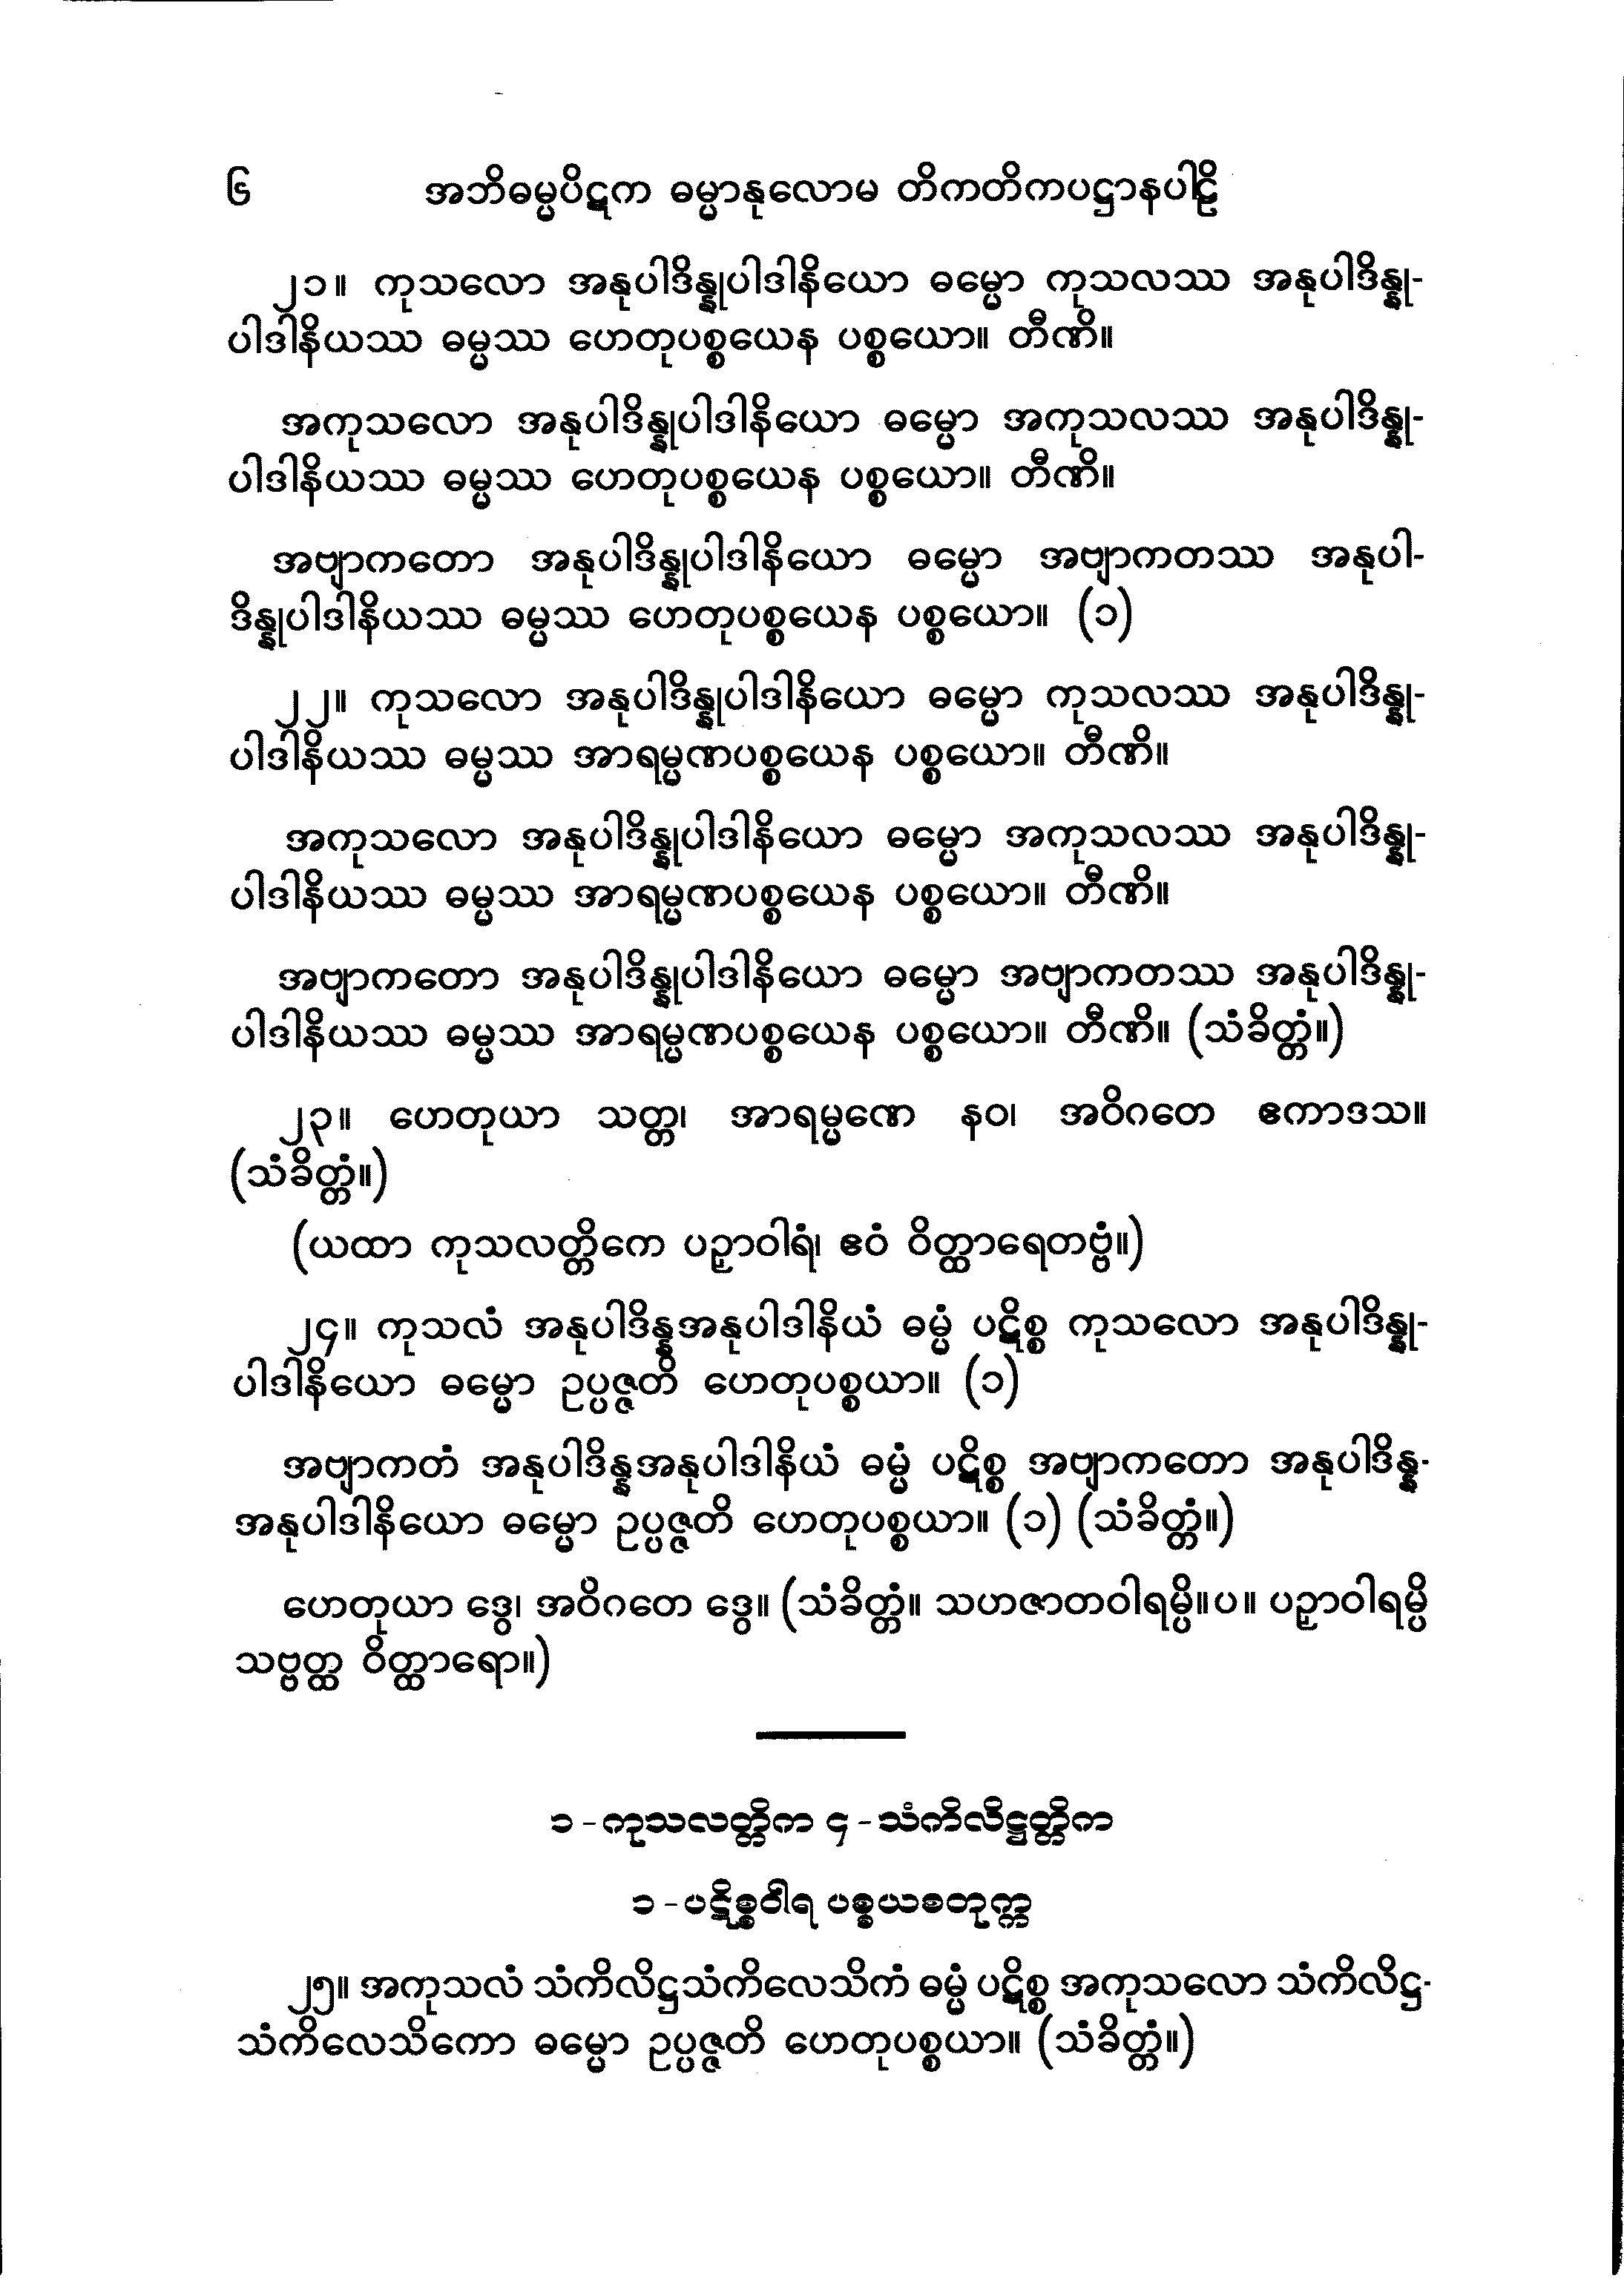 ၆ အဘိဓမ္မပိဋက ဓမ္မာနုလောမ တိကတိကပဋ္ဌာနပါဠိ
၂၁။ ကုသလော အနုပါဒိန္နုပါဒါနိယော ဓမ္မော ကုသလဿ အနုပါဒိန္နု-
ပါဒါနိယဿ ဓမ္မဿ ဟေတုပစ္စယေန ပစ္စယော။ တီဏိ။
အကုသလော အနုပါဒိန္နုပါဒါနိယော ဓမ္မော အကုသလဿ အနုပါဒိန္နု-
ပါဒါနိယဿ ဓမ္မဿ ဟေတုပစ္စယေန ပစ္စယော။ တီဏိ။
အဗျာကတော အနုပါဒိန္နုပါဒါနိယော ဓမ္မော အဗျာကတဿ အနုပါ-
ဒိန္နုပါဒါနိယဿ ဓမ္မဿ ဟေတုပစ္စယေန ပစ္စယော။ (၁)
၂၂။ ကုသလော အနုပါဒိန္နုပါဒါနိယော ဓမ္မော ကုသလဿ အနုပါဒိန္နု-
ပါဒါနိယဿ ဓမ္မဿ အာရမ္မဏပစ္စယေန ပစ္စယော။ တီဏိ။
အကုသလော အနုပါဒိန္နုပါဒါနိယော ဓမ္မော အကုသလဿ အနုပါဒိန္နု-
ပါဒါနိယဿ ဓမ္မဿ အာရမ္မဏပစ္စယေန ပစ္စယော။ တီဏိ။
အဗျာကတော အနုပါဒိန္နုပါဒါနိယော ဓမ္မော အဗျာကတဿ အနုပါဒိန္နု-
ပါဒါနိယဿ ဓမ္မဿ အာရမ္မဏပစ္စယေန ပစ္စယော။ တီဏိ။ (သံခိတ္တံ။)
၂၃။ ဟေတုယာ သတ္တ၊ အာရမ္မဏေ နဝ၊ အဝိဂတေ ဧကာဒသ။
(သံခိတ္တံ။)
(ယထာ ကုသလတ္တိကေ ပဉှာဝါရံ၊ ဧဝံ ဝိတ္ထာရေတဗ္ဗံ။)
၂၄။ ကုသလံ အနုပါဒိန္နအနုပါဒါနိယံ ဓမ္မံ ပဋိစ္စ ကုသလော အနုပါဒိန္နု-
ပါဒါနိယော ဓမ္မော ဥပ္ပဇ္ဇတိ ဟေတုပစ္စယာ။ (၁)
အဗျာကတံ အနုပါဒိန္နအနုပါဒါနိယံ ဓမ္မံ ပဋိစ္စ အဗျာကတော အနုပါဒိန္န-
အနုပါဒါနိယော ဓမ္မော ဥပ္ပဇ္ဇတိ ဟေတုပစ္စယာ။ (၁) (သံခိတ္တံ။)
ဟေတုယာ ဒွေ၊ အဝိဂတေ ဒွေ။ (သံခိတ္တံ။ သဟဇာတဝါရမ္ပိ။ပ။ ပဉှာဝါရမ္ပိ
သဗ္ဗတ္ထ ဝိတ္ထာရော။)
၁-ကုသလတ္တိက ၄-သံကိလိဋ္ဌတ္တိက
၁-ပဋိစ္စဝါရ ပစ္စယစတုက္က
၂၅။ အကုသလံ သံကိလိဋ္ဌသံကိလေသိကံ ဓမ္မံ ပဋိစ္စ အကုသလော သံကိလိဋ္ဌ-
သံကိလေသိကော ဓမ္မော ဥပ္ပဇ္ဇတိ ဟေတုပစ္စယာ။ (သံခိတ္တံ။)